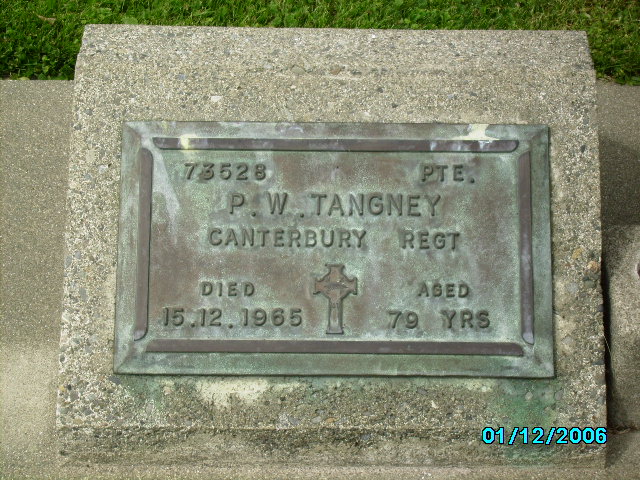 73528 PTE.
P. W. TANGNEY
CANTERBURY REGT
DIED AGED
15.12.1965 79 YRS
01/12/2006